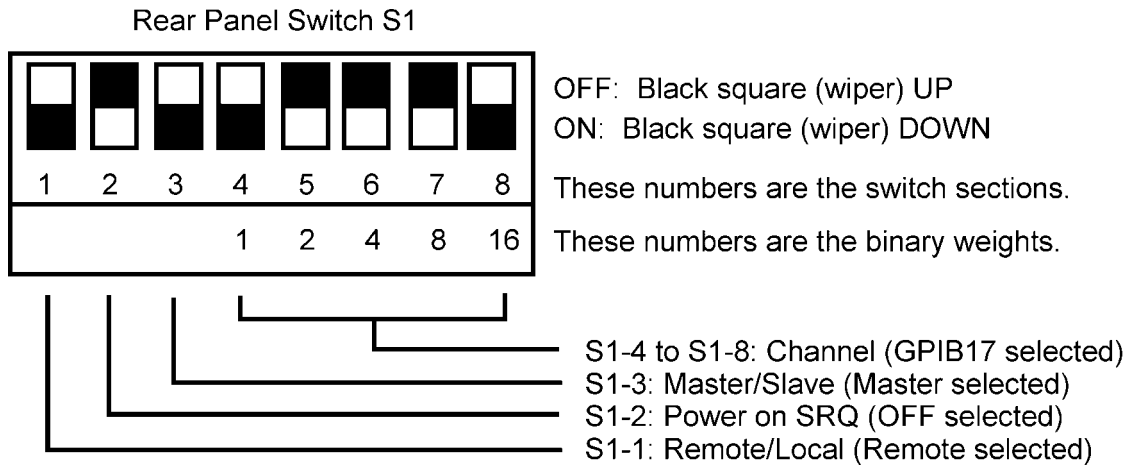 Rear Panel Switch S1
OFF: Black square (wiper) UP
ON: Black square (wiper) DOWN
1 2 3 4 5 6 7 8 These numbers are the switch sections.
1 2 4 8 16 These numbers are the binary weights.
S1-4 to S1-8: Channel (GPIB17 selected)
S1-3: Master/Slave (Master selected)
S1-2: Power on SRQ (OFF selected)
S1-1: Remote/Local (Remote selected)